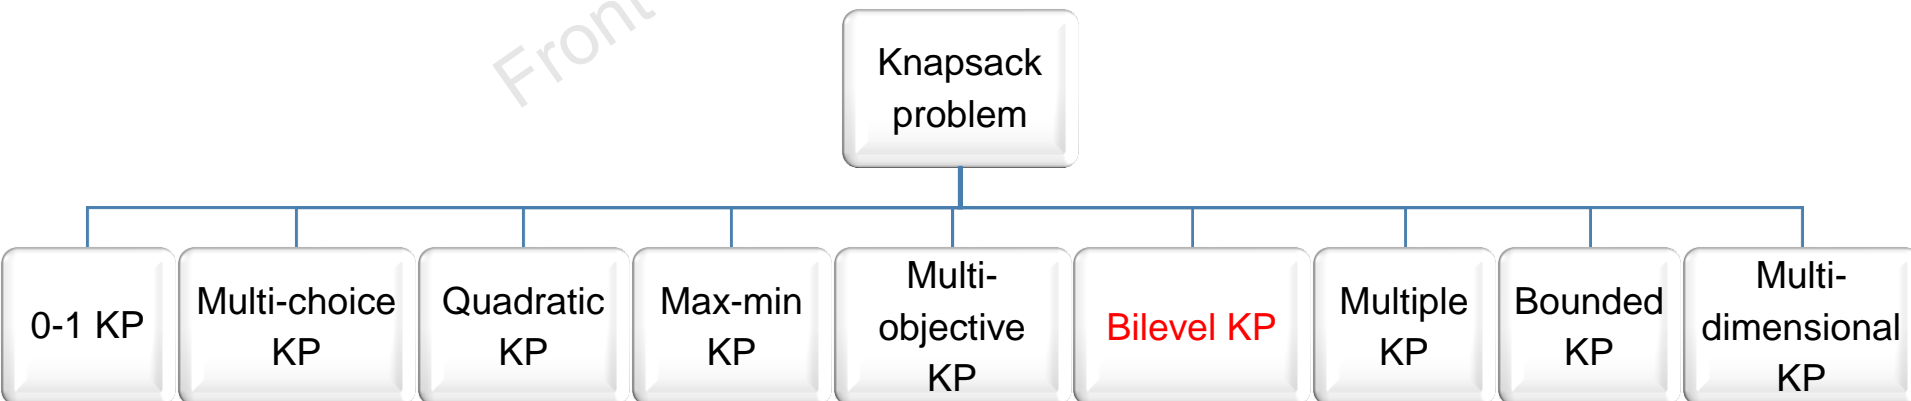 Front
Knapsack
problem
0-1 KP
Multi-choice
KP
Quadratic
KP
Max-min
KP
Multi-
objective
KP
Bilevel KP
Multiple
KP
Bounded
KP
Multi-
dimensional
KP